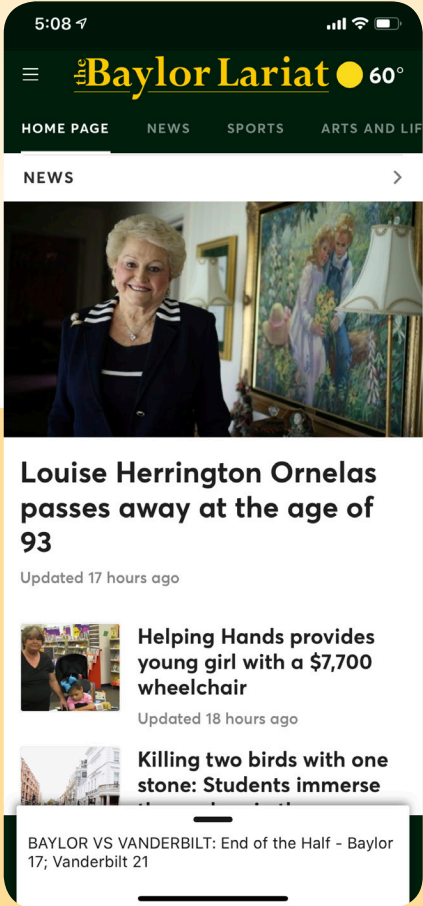 5:08
the Baylor Lariat 60°
HOME PAGE NEWS SPORTS ARTS AND LIF
NEWS
Louise Herrington Ornelas
passes away at the age of
93
Updated 17 hours ago
Helping Hands provides
young girl with a $7,700
wheelchair
Updated 18 hours ago
Killing two birds with one
stone: Students immerse
BAYLOR VS VANDERBILT: End of the Half - Baylor
17; Vanderbilt 21